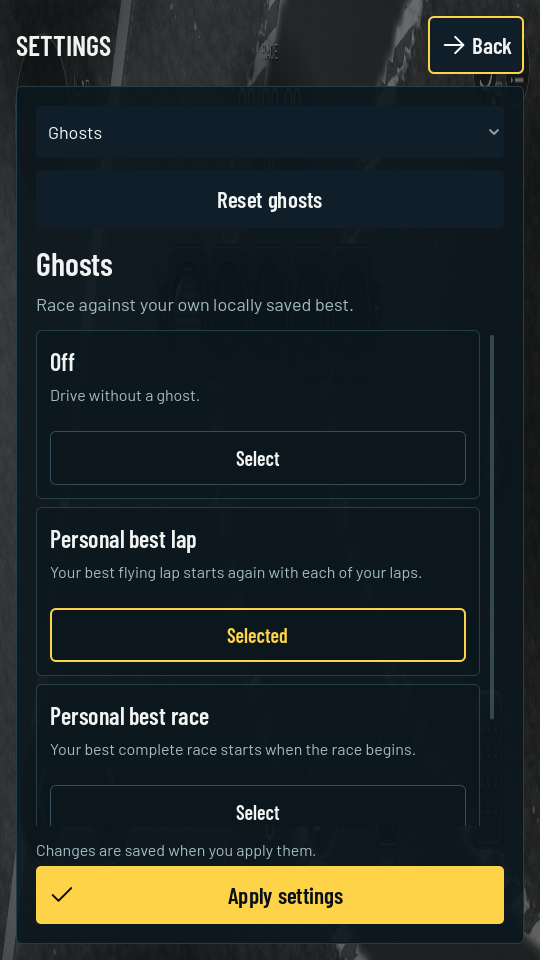 SETTINGS
Back
Ghosts
Reset ghosts
Ghosts
Race against your own locally saved best.
Off
Drive without a ghost.
Select
Personal best lap
Your best flying lap starts again with each of your laps.
Selected
Personal best race
Your best complete race starts when the race begins.
Select
Changes are saved when you apply them.
Apply settings